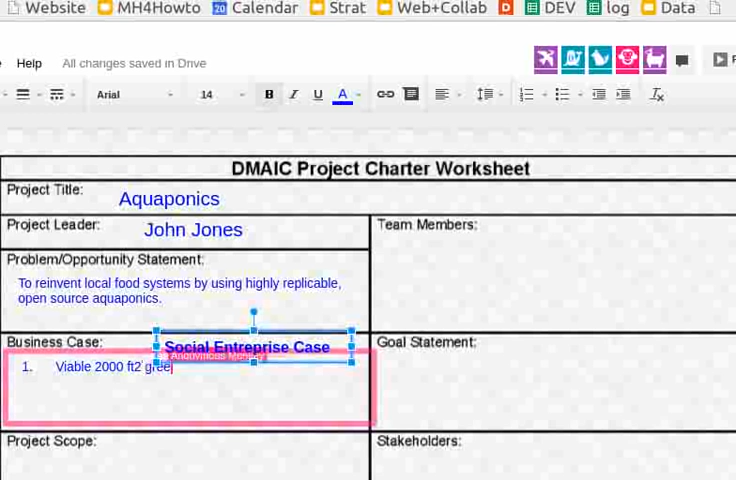 Website MH4Howto 20 Calendar Strat Web+Collab D DEV log Data
Help All changes saved in Drive
Arial 14 B I U A
DMAIC Project Charter Worksheet
Project Title:
Aquaponics
Project Leader:
John Jones
Team Members:
Problem/Opportunity Statement:
To reinvent local food systems by using highly replicable,
open source aquaponics.
Business Case:
Social Entreprise Case
Goal Statement:
Anonymous Monkey
1. Viable 2000 ft2 gree
Project Scope:
Stakeholders: